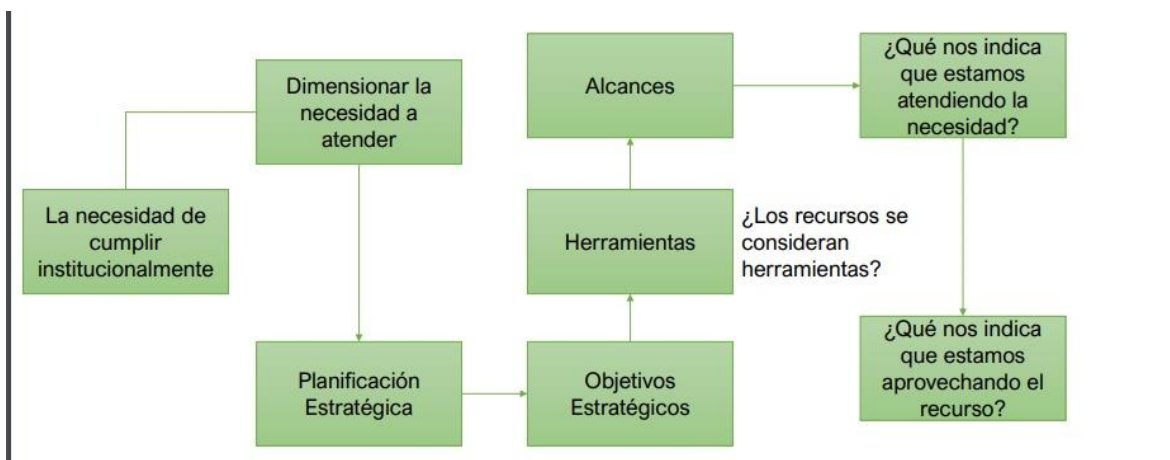 La necesidad de
cumplir
institucionalmente
Dimensionar la
necesidad a
atender
Planificación
Estratégica
Objetivos
Estratégicos
Herramientas
¿Los recursos se
consideran
herramientas?
Alcances
¿Qué nos indica
que estamos
atendiendo la
necesidad?
¿Qué nos indica
que estamos
aprovechando el
recurso?